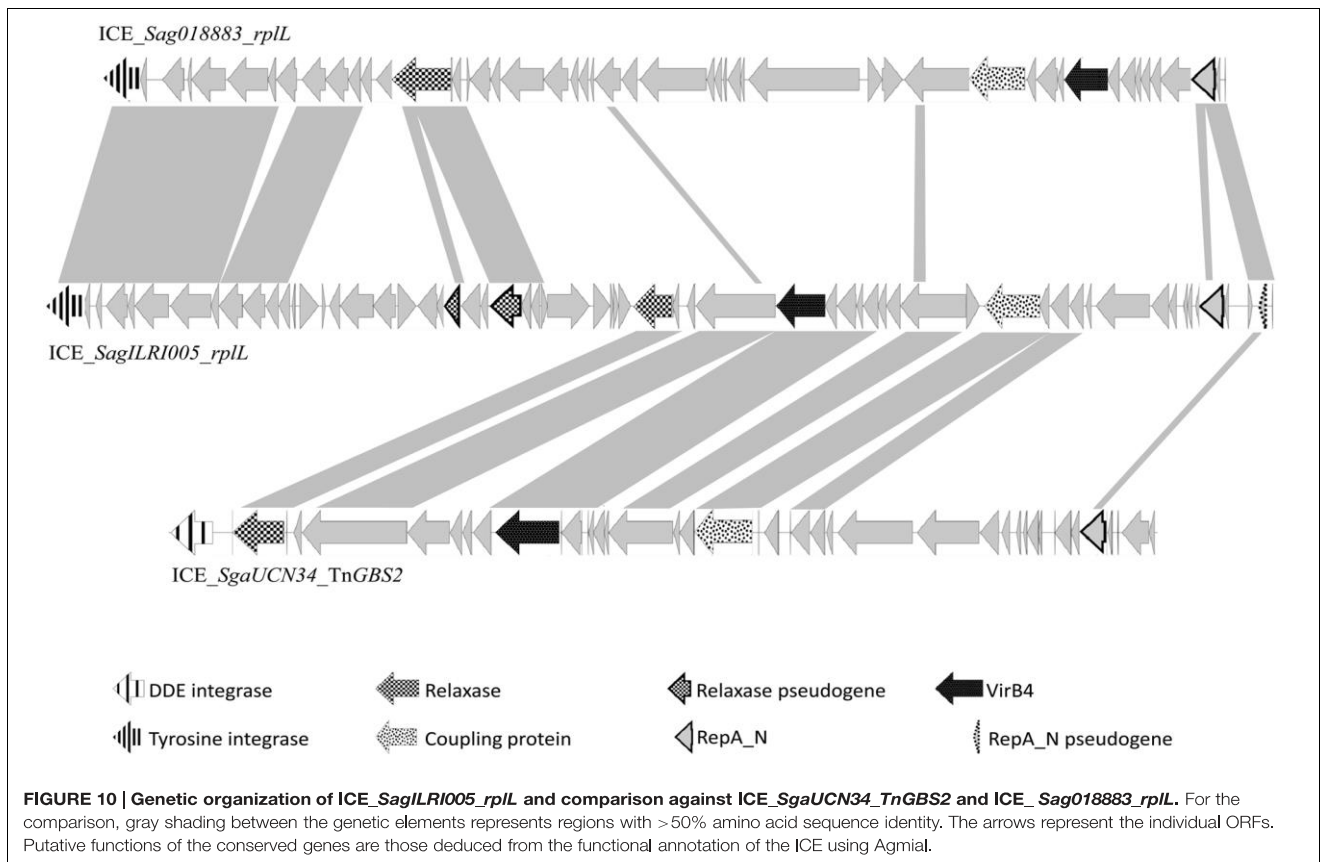 ICE_Sag018883_rplL
ICE_SagILRI005_rplL
ICE_SgaUCN34_TnGBS2
DDE integrase
Relaxase
Relaxase pseudogene
VirB4
Tyrosine integrase
Coupling protein
RepA_N
RepA_N pseudogene
FIGURE 10 | Genetic organization of ICE_SagILRI005_rplL and comparison against ICE_SgaUCN34_TnGBS2 and ICE_ Sag018883_rplL. For the
comparison, gray shading between the genetic elements represents regions with >50% amino acid sequence identity. The arrows represent the individual ORFs.
Putative functions of the conserved genes are those deduced from the functional annotation of the ICE using Agmial.